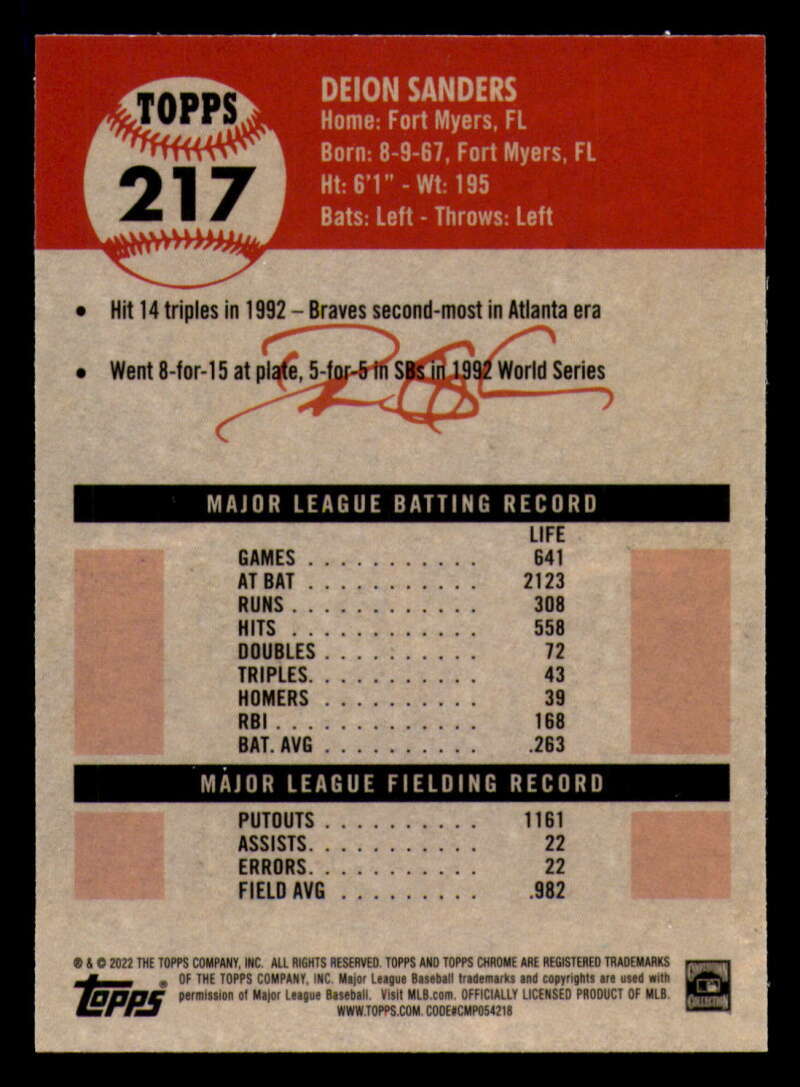 TOPPS
217
DEION SANDERS
Home: Fort Myers, FL
Born: 8-9-67, Fort Myers, FL
Ht: 6'1" - Wt: 195
Bats: Left - Throws: Left
• Hit 14 triples in 1992 – Braves second-most in Atlanta era
• Went 8-for-15 at plate, 5-for-5 in SBs in 1992 World Series
MAJOR LEAGUE BATTING RECORD
LIFE
GAMES . . . . . . . . . . . 641
AT BAT . . . . . . . . . . . 2123
RUNS . . . . . . . . . . . . 308
HITS . . . . . . . . . . . . 558
DOUBLES . . . . . . . . . . 72
TRIPLES. . . . . . . . . . . 43
HOMERS . . . . . . . . . . 39
RBI . . . . . . . . . . . . . 168
BAT. AVG . . . . . . . . . . .263
MAJOR LEAGUE FIELDING RECORD
PUTOUTS . . . . . . . . . . 1161
ASSISTS. . . . . . . . . . . 22
ERRORS. . . . . . . . . . . 22
FIELD AVG . . . . . . . . . .982
® & © 2022 THE TOPPS COMPANY, INC. ALL RIGHTS RESERVED. TOPPS AND TOPPS CHROME ARE REGISTERED TRADEMARKS
OF THE TOPPS COMPANY, INC. Major League Baseball trademarks and copyrights are used with
permission of Major League Baseball. Visit MLB.com. OFFICIALLY LICENSED PRODUCT OF MLB.
WWW.TOPPS.COM. CODE#CMP054218
Topps®
COOPERSTOWN
COLLECTION